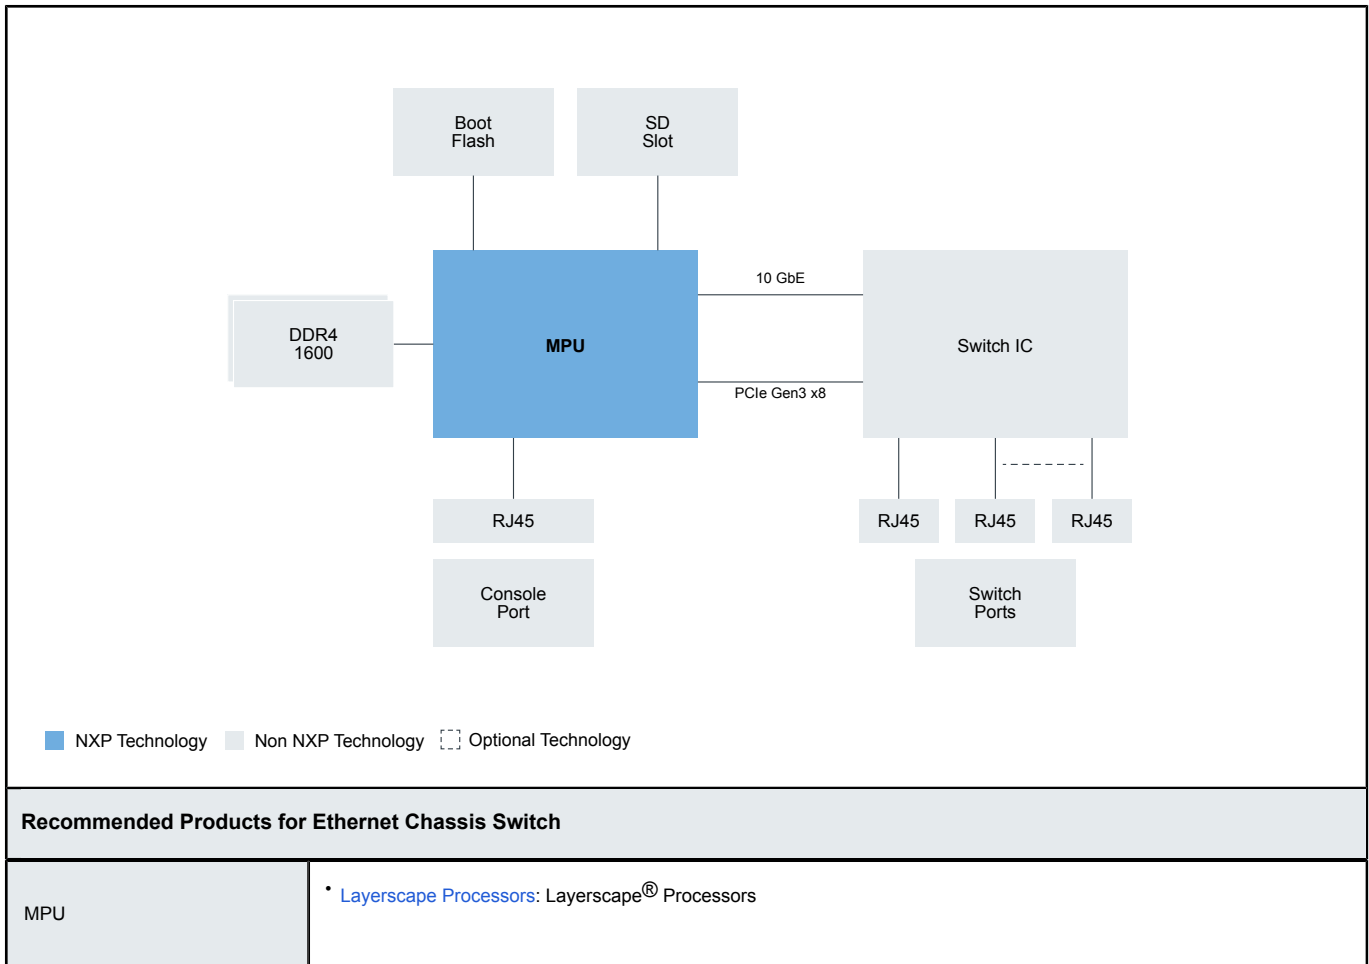 Boot
Flash
SD
Slot
10 GbE
DDR4
1600
MPU
Switch IC
PCIe Gen3 x8
RJ45
RJ45
RJ45
RJ45
Console
Port
Switch
Ports
NXP Technology
Non NXP Technology
Optional Technology
Recommended Products for Ethernet Chassis Switch
MPU
• Layerscape Processors: Layerscape® Processors